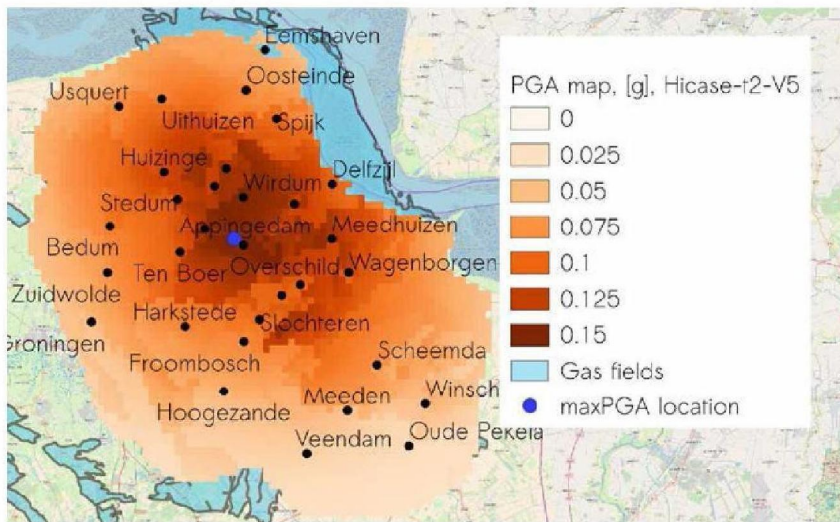 Eemshaven
Oosteinde
Usquert
Uithuizen
Spijk
Huizinge
Delfzijl
Wirdum
Stedum
Appingedam
Meedhuizen
Bedum
Ten Boer
Overschild
Wagenborgen
Zuidwolde
Harkstede
Slochteren
Groningen
Froombosch
Scheemda
Hoogezande
Meeden
Winsch
Veendam
Oude Pekela
PGA map, [g], Hicase-t2-V5
0
0.025
0.05
0.075
0.1
0.125
0.15
Gas fields
maxPGA location